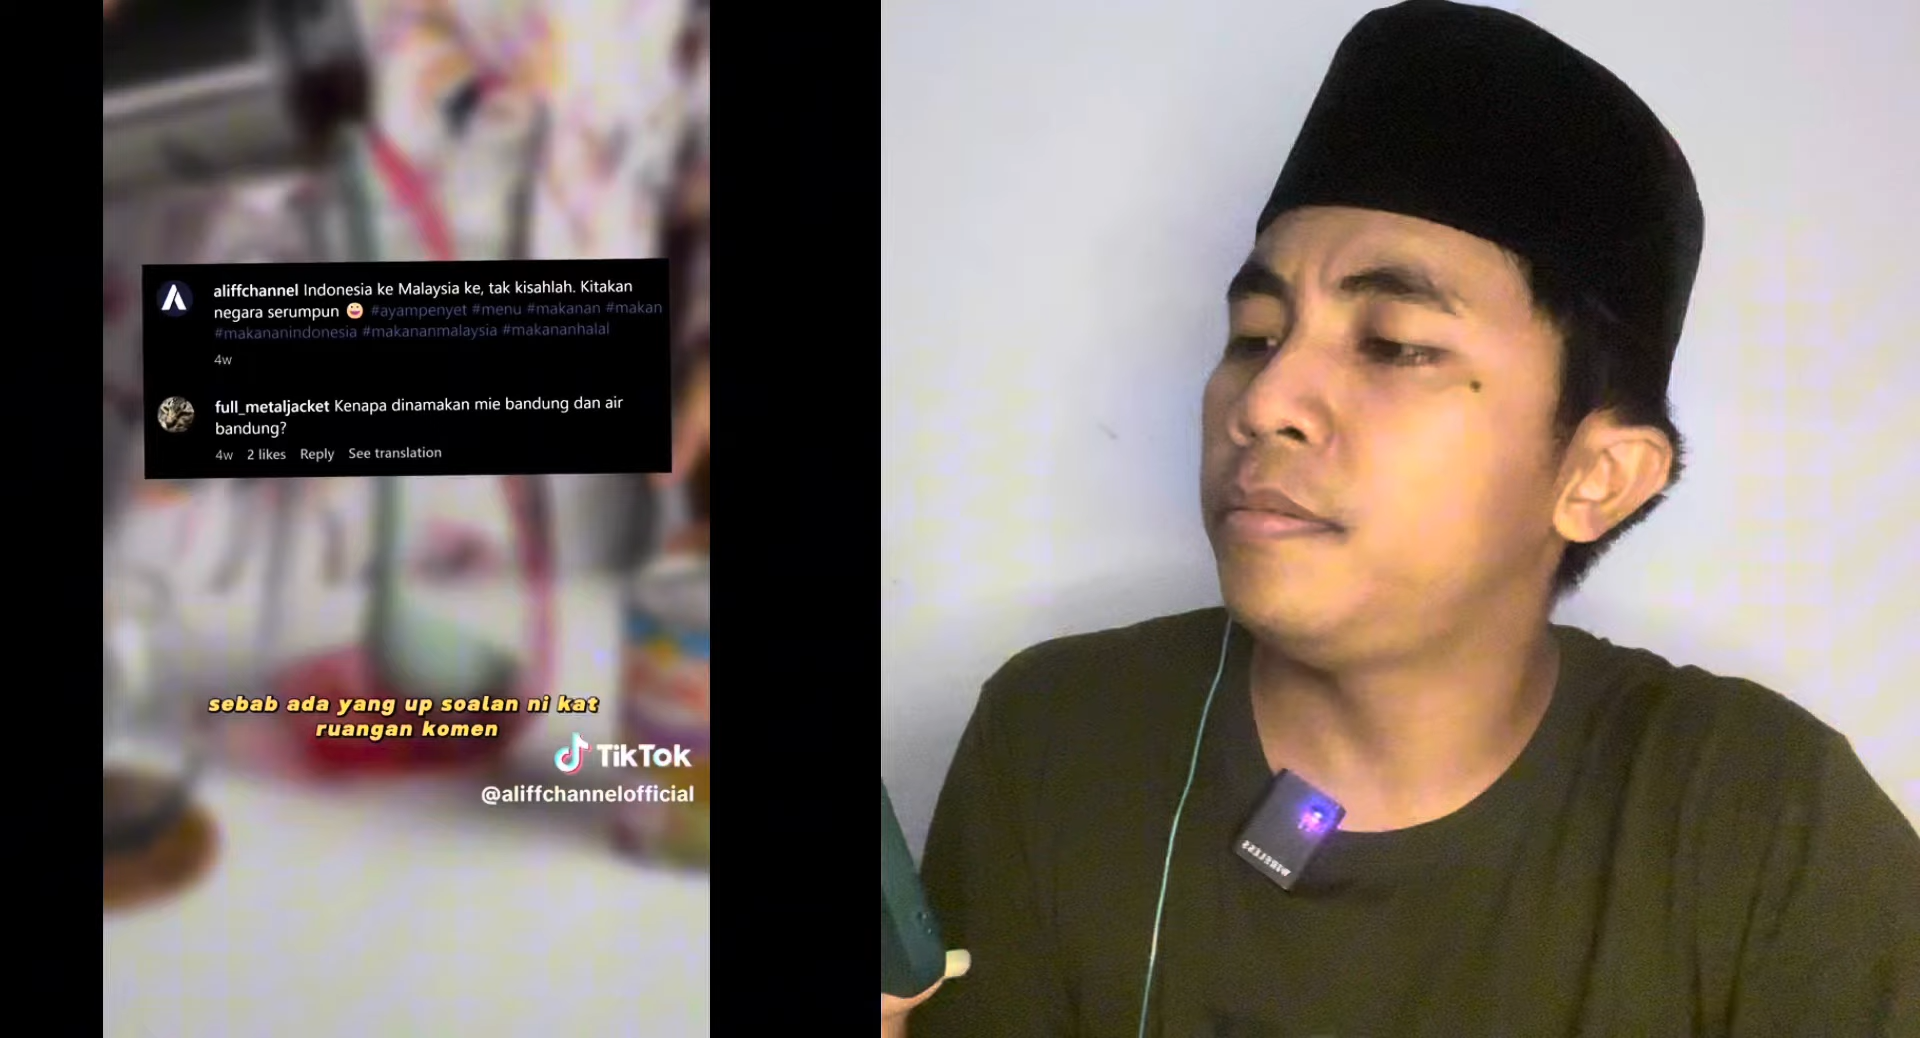 aliffchannel Indonesia ke Malaysia ke, tak kisahlah. Kitakan
negara serumpun 😀 #ayampenyet #menu #makanan #makan
#makananindonesia #makananmalaysia #makananhalal
4w
full_metaljacket Kenapa dinamakan mie bandung dan air
bandung?
4w 2 likes Reply See translation
sebab ada yang up soalan ni kat
ruangan komen
TikTok
@aliffchannelofficial
WIRELESS